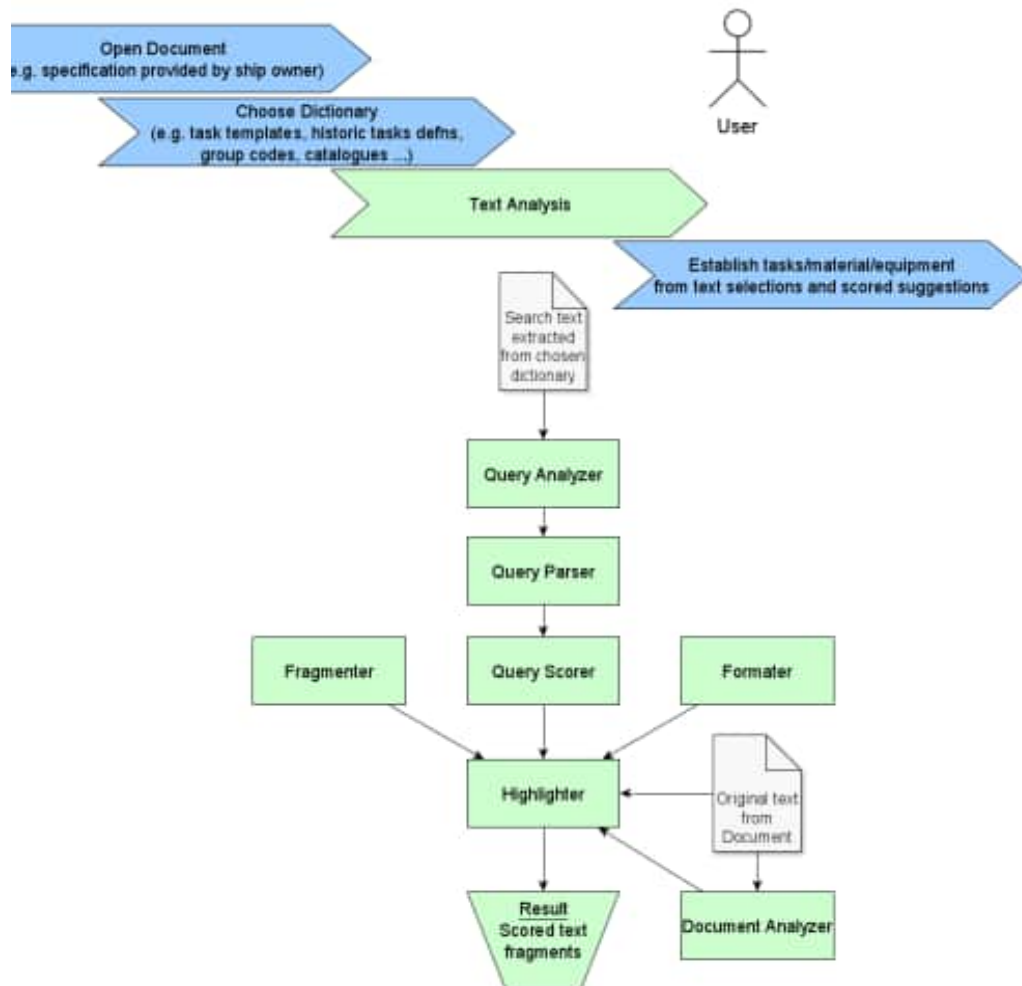 Open Document
e.g. specification provided by ship owner)
User
Choose Dictionary
(e.g. task templates, historic tasks defns,
group codes, catalogues ...)
Text Analysis
Establish tasks/material/equipment
from text selections and scored suggestions
Search text
extracted
from chosen
dictionary
Query Analyzer
Query Parser
Fragmenter
Query Scorer
Formater
Highlighter
Original text
from
Document
Result
Scored text
fragments
Document Analyzer